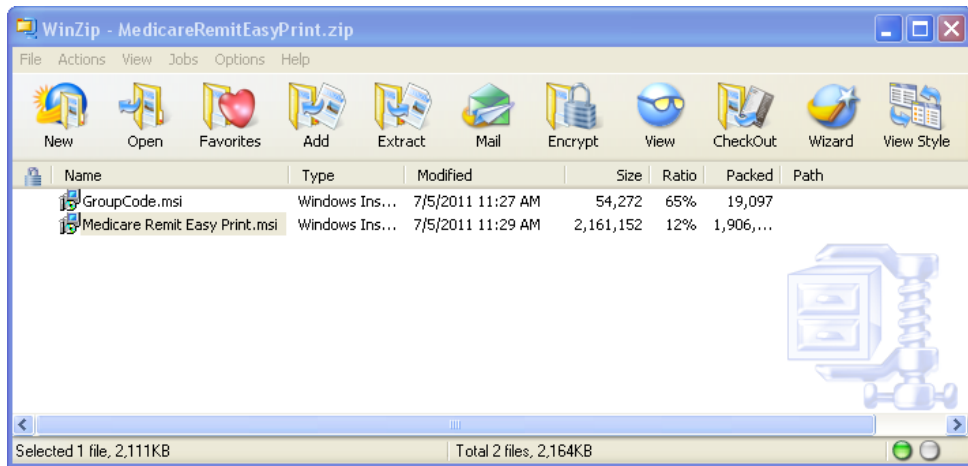 WinZip - MedicareRemitEasyPrint.zip
File Actions View Jobs Options Help
New Open Favorites Add Extract Mail Encrypt View CheckOut Wizard View Style
Name Type Modified Size Ratio Packed Path
GroupCode.msi Windows Ins... 7/5/2011 11:27 AM 54,272 65% 19,097
Medicare Remit Easy Print.msi Windows Ins... 7/5/2011 11:29 AM 2,161,152 12% 1,906,...
Selected 1 file, 2,111KB Total 2 files, 2,164KB